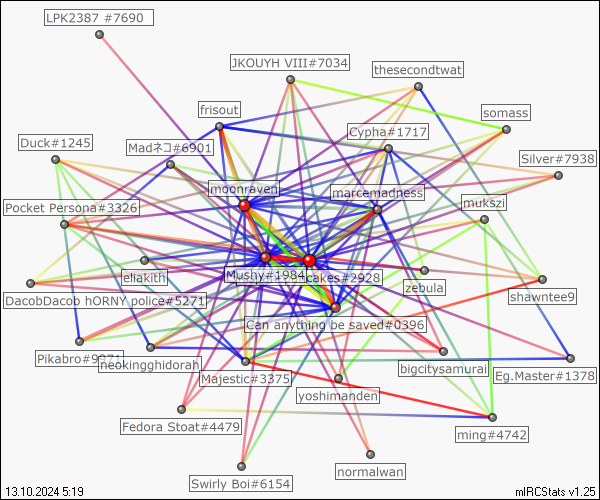 LPK2387 #7690
JKOUYH VIII#7034
thesecondtwat
frisout
somass
Cypha#1717
Duck#1245
Madネコ#6901
Silver#7938
moonraven
marcemadness
mukszi
Pocket Persona#3326
eliakith
Mushy#1984
cakes#2928
zebula
DacobDacob hORNY police#5271
shawntee9
Can anything be saved#0396
Pikabro#9971
neokingghidorah
bigcitysamurai
Majestic#3375
Eg.Master#1378
yoshimanden
Fedora Stoat#4479
ming#4742
normalwan
Swirly Boi#6154
13.10.2024 5:19
mIRCStats v1.25